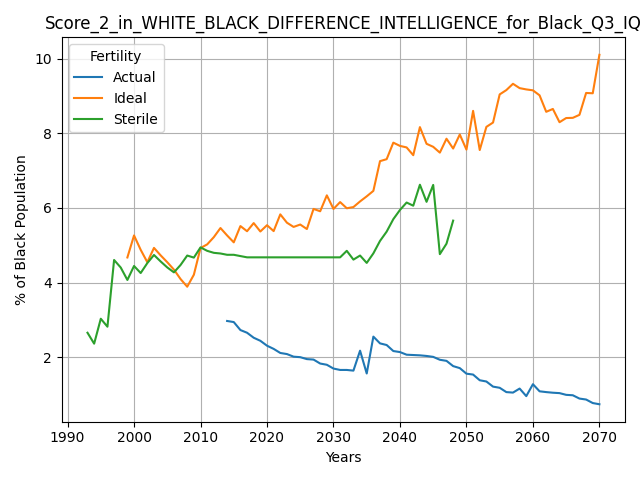 Score_2_in_WHITE_BLACK_DIFFERENCE_INTELLIGENCE_for_Black_Q3_IQ
Fertility
Actual
Ideal
Sterile
10
8
6
4
2
% of Black Population
1990 2000 2010 2020 2030 2040 2050 2060 2070
Years